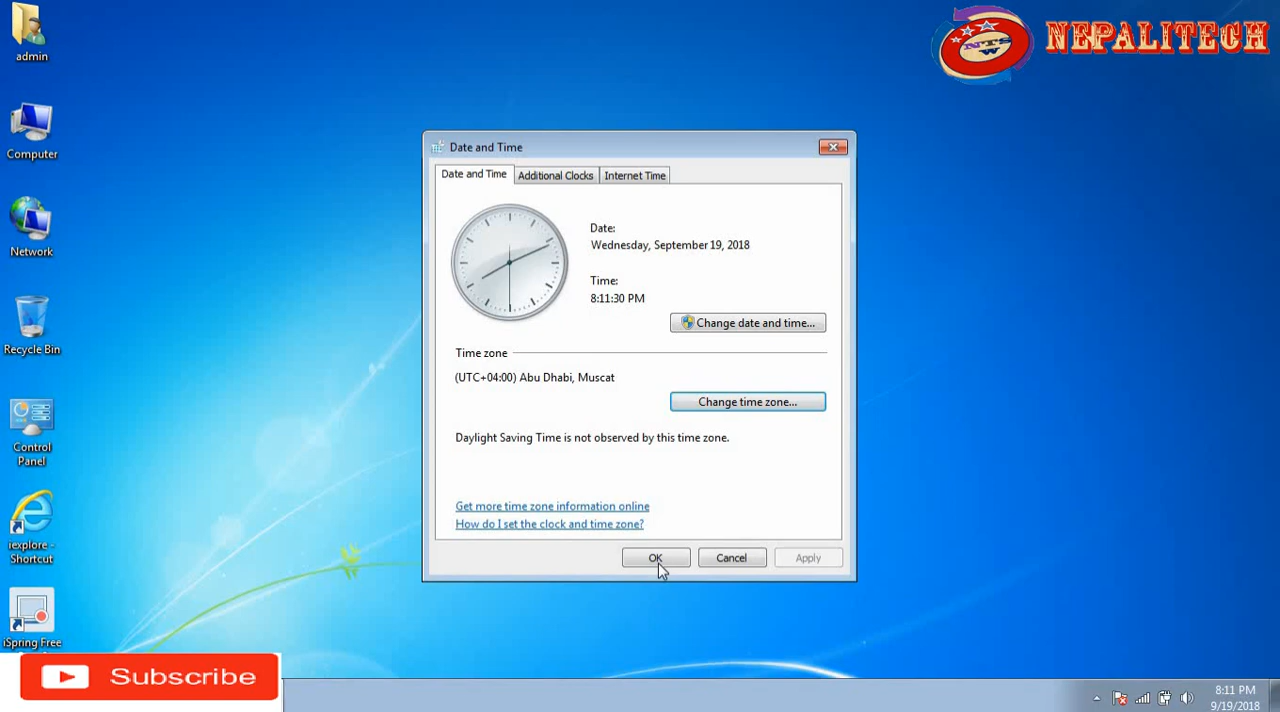 admin
Computer
Network
Recycle Bin
Control
Panel
iexplore -
Shortcut
iSpring Free
Subscribe
NTS
W
NEPALITECH
Date and Time
Date and Time
Additional Clocks
Internet Time
Date:
Wednesday, September 19, 2018
Time:
8:11:30 PM
Change date and time...
Time zone
(UTC+04:00) Abu Dhabi, Muscat
Change time zone...
Daylight Saving Time is not observed by this time zone.
Get more time zone information online
How do I set the clock and time zone?
OK
Cancel
Apply
8:11 PM
9/19/2018